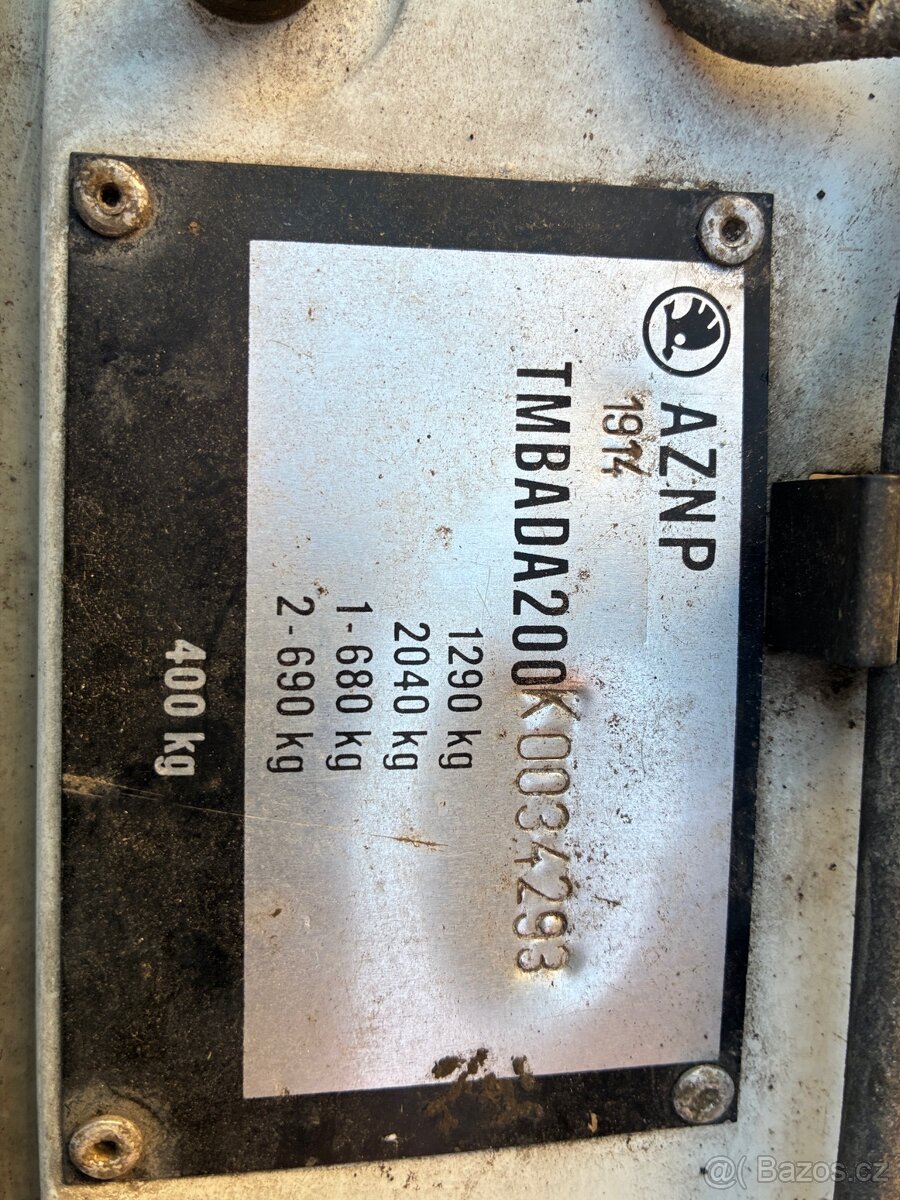 AZNP
1914
TMBADA200K0034293
1290 kg
2040 kg
1-680 kg
2-690 kg
400 kg
@( Bazos.cz